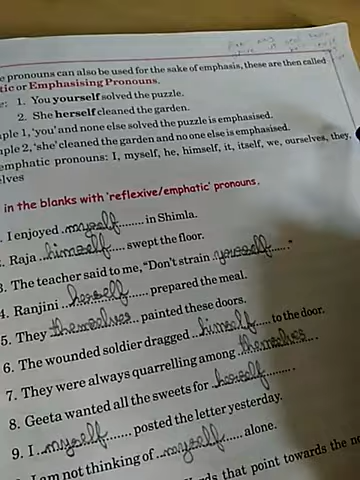 e pronouns can also be used for the sake of emphasis, these are then called
tic or Emphasising Pronouns.
e: 1. You yourself solved the puzzle.
2. She herself cleaned the garden.
ple 1, 'you' and none else solved the puzzle is emphasised.
ple 2, 'she' cleaned the garden and no one else is emphasised.
emphatic pronouns: I, myself, he, himself, it, itself, we, ourselves, they,
elves
in the blanks with 'reflexive/emphatic' pronouns.
. I enjoyed ..myself......... in Shimla.
. Raja ..himself..... swept the floor.
3. The teacher said to me, "Don't strain .yourself......"
4. Ranjini ..herself...... prepared the meal.
5. They themselves painted these doors.
6. The wounded soldier dragged ..himself..... to the door.
7. They were always quarrelling among themselves...
8. Geeta wanted all the sweets for .herself.........
9. I ..myself....... posted the letter yesterday.
I am not thinking of ..myself...... alone.
that point towards the